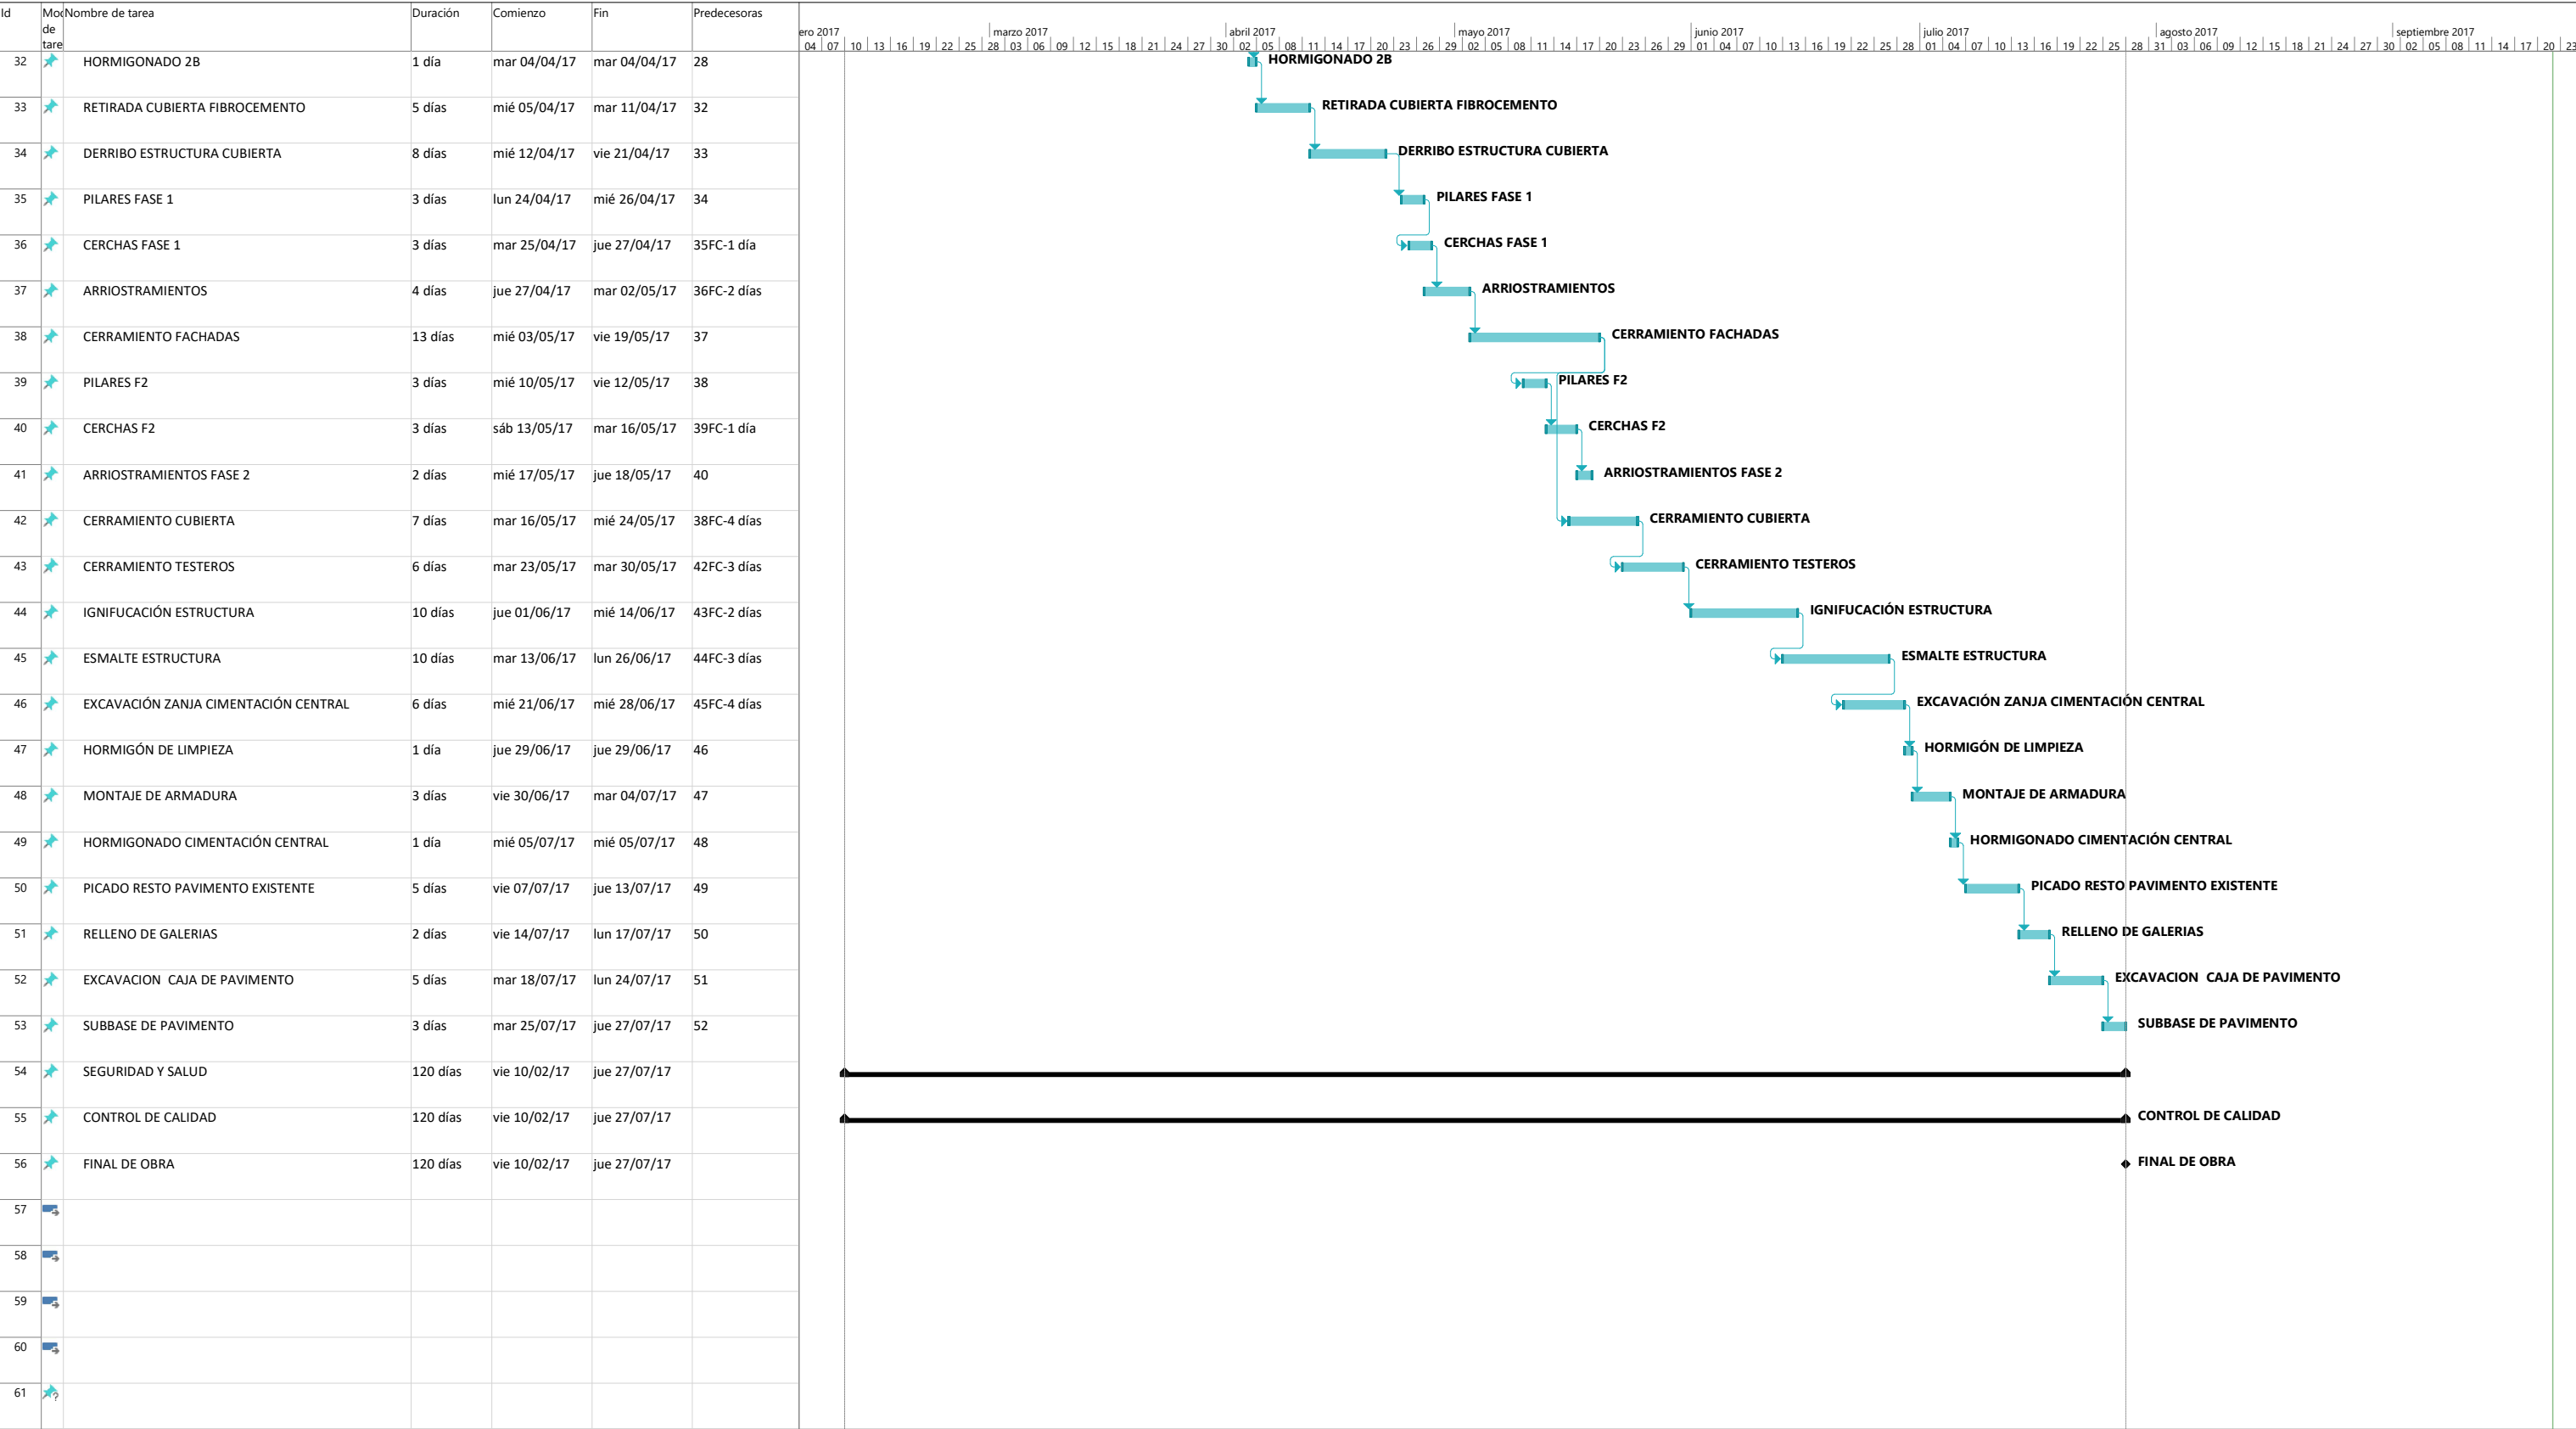 Id Mod de tare Nombre de tarea Duración Comienzo Fin Predecesoras
ero 2017 marzo 2017 abril 2017 mayo 2017 junio 2017 julio 2017 agosto 2017 septiembre 2017
04 07 10 13 16 19 22 25 28 03 06 09 12 15 18 21 24 27 30 02 05 08 11 14 17 20 23 26 29 02 05 08 11 14 17 20 23 26 29 01 04 07 10 13 16 19 22 25 28 01 04 07 10 13 16 19 22 25 28 31 03 06 09 12 15 18 21 24 27 30 02 05 08 11 14 17 20 23
32 HORMIGONADO 2B 1 día mar 04/04/17 mar 04/04/17 28 HORMIGONADO 2B
33 RETIRADA CUBIERTA FIBROCEMENTO 5 días mié 05/04/17 mar 11/04/17 32 RETIRADA CUBIERTA FIBROCEMENTO
34 DERRIBO ESTRUCTURA CUBIERTA 8 días mié 12/04/17 vie 21/04/17 33 DERRIBO ESTRUCTURA CUBIERTA
35 PILARES FASE 1 3 días lun 24/04/17 mié 26/04/17 34 PILARES FASE 1
36 CERCHAS FASE 1 3 días mar 25/04/17 jue 27/04/17 35FC-1 día CERCHAS FASE 1
37 ARRIOSTRAMIENTOS 4 días jue 27/04/17 mar 02/05/17 36FC-2 días ARRIOSTRAMIENTOS
38 CERRAMIENTO FACHADAS 13 días mié 03/05/17 vie 19/05/17 37 CERRAMIENTO FACHADAS
39 PILARES F2 3 días mié 10/05/17 vie 12/05/17 38 PILARES F2
40 CERCHAS F2 3 días sáb 13/05/17 mar 16/05/17 39FC-1 día CERCHAS F2
41 ARRIOSTRAMIENTOS FASE 2 2 días mié 17/05/17 jue 18/05/17 40 ARRIOSTRAMIENTOS FASE 2
42 CERRAMIENTO CUBIERTA 7 días mar 16/05/17 mié 24/05/17 38FC-4 días CERRAMIENTO CUBIERTA
43 CERRAMIENTO TESTEROS 6 días mar 23/05/17 mar 30/05/17 42FC-3 días CERRAMIENTO TESTEROS
44 IGNIFUCACIÓN ESTRUCTURA 10 días jue 01/06/17 mié 14/06/17 43FC-2 días IGNIFUCACIÓN ESTRUCTURA
45 ESMALTE ESTRUCTURA 10 días mar 13/06/17 lun 26/06/17 44FC-3 días ESMALTE ESTRUCTURA
46 EXCAVACIÓN ZANJA CIMENTACIÓN CENTRAL 6 días mié 21/06/17 mié 28/06/17 45FC-4 días EXCAVACIÓN ZANJA CIMENTACIÓN CENTRAL
47 HORMIGÓN DE LIMPIEZA 1 día jue 29/06/17 jue 29/06/17 46 HORMIGÓN DE LIMPIEZA
48 MONTAJE DE ARMADURA 3 días vie 30/06/17 mar 04/07/17 47 MONTAJE DE ARMADURA
49 HORMIGONADO CIMENTACIÓN CENTRAL 1 día mié 05/07/17 mié 05/07/17 48 HORMIGONADO CIMENTACIÓN CENTRAL
50 PICADO RESTO PAVIMENTO EXISTENTE 5 días vie 07/07/17 jue 13/07/17 49 PICADO RESTO PAVIMENTO EXISTENTE
51 RELLENO DE GALERIAS 2 días vie 14/07/17 lun 17/07/17 50 RELLENO DE GALERIAS
52 EXCAVACION CAJA DE PAVIMENTO 5 días mar 18/07/17 lun 24/07/17 51 EXCAVACION CAJA DE PAVIMENTO
53 SUBBASE DE PAVIMENTO 3 días mar 25/07/17 jue 27/07/17 52 SUBBASE DE PAVIMENTO
54 SEGURIDAD Y SALUD 120 días vie 10/02/17 jue 27/07/17
55 CONTROL DE CALIDAD 120 días vie 10/02/17 jue 27/07/17 CONTROL DE CALIDAD
56 FINAL DE OBRA 120 días vie 10/02/17 jue 27/07/17 FINAL DE OBRA
57
58
59
60
61